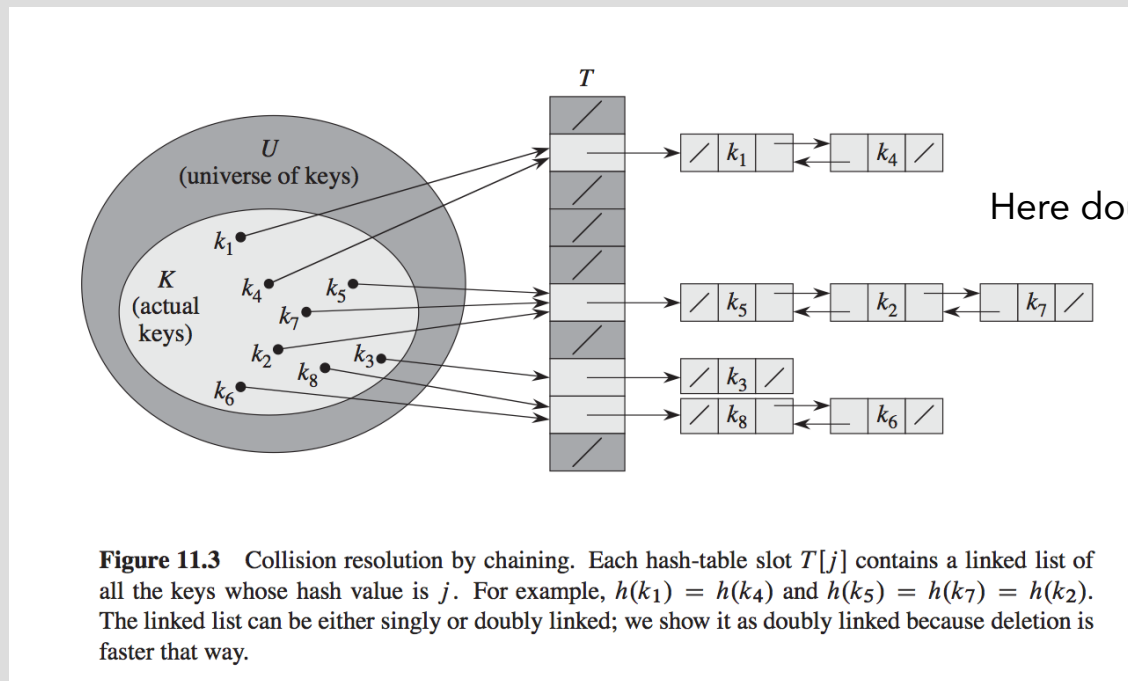 T
U
(universe of keys)
k1 k4
Here
k1
K
(actual
keys)
k4 k5
k7
k5 k2 k7
k2 k8 k3
k6
k3
k8 k6
Figure 11.3 Collision resolution by chaining. Each hash-table slot T[j] contains a linked list of
all the keys whose hash value is j. For example, h(k1) = h(k4) and h(k5) = h(k7) = h(k2).
The linked list can be either singly or doubly linked; we show it as doubly linked because deletion is
faster that way.